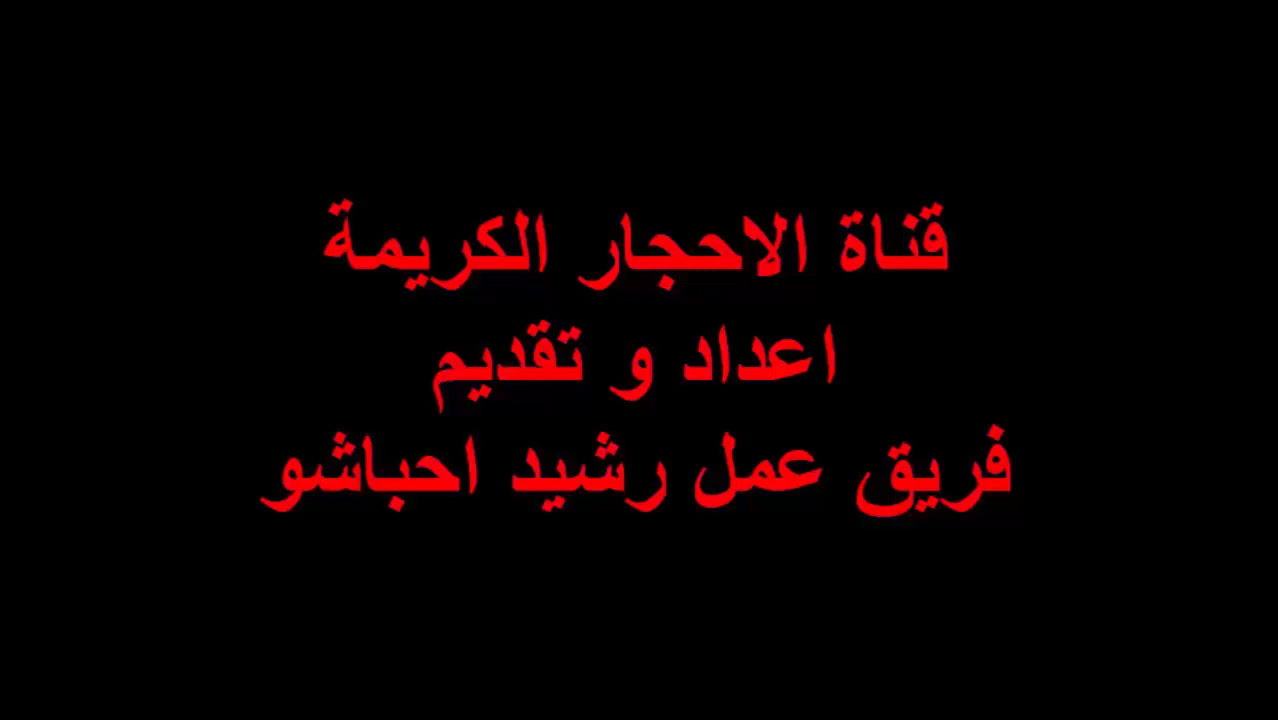 قناة الاحجار الكريمة
اعداد و تقديم
فريق عمل رشيد احباشو